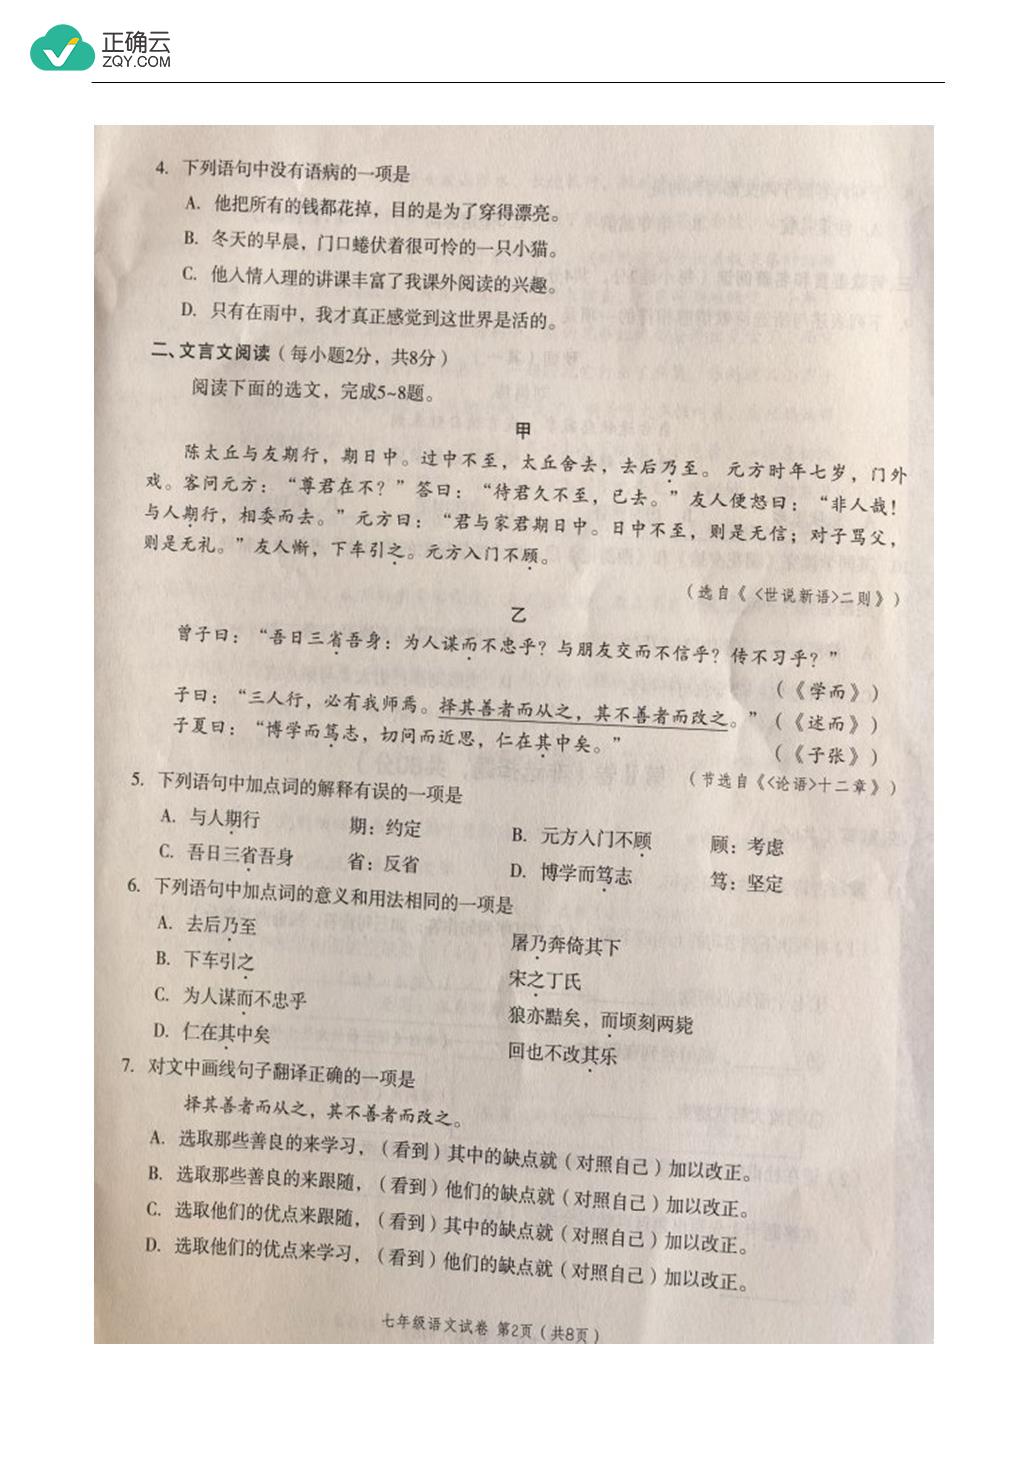 正确云
ZQY.COM
4. 下列语句中没有语病的一项是
A. 他把所有的钱都花掉，目的是为了穿得漂亮。
B. 冬天的早晨，门口蜷伏着很可怜的一只小猫。
C. 他入情入理的讲课丰富了我课外阅读的兴趣。
D. 只有在雨中，我才真正感觉到这世界是活的。
二、文言文阅读（每小题2分，共8分）
阅读下面的选文，完成5~8题。
甲
陈太丘与友期行，期日中。过中不至，太丘舍去，去后乃至。元方时年七岁，门外
戏。客问元方：“尊君在不？”答曰：“待君久不至，已去。”友人便怒曰：“非人哉！
与人期行，相委而去。”元方曰：“君与家君期日中。日中不至，则是无信；对子骂父，
则是无礼。”友人惭，下车引之。元方入门不顾。
（选自《〈世说新语〉二则》）
乙
曾子曰：“吾日三省吾身：为人谋而不忠乎？与朋友交而不信乎？传不习乎？”
（《学而》）
子曰：“三人行，必有我师焉。择其善者而从之，其不善者而改之。”（《述而》）
子夏曰：“博学而笃志，切问而近思，仁在其中矣。”
（《子张》）
（节选自《〈论语〉十二章》）
5. 下列语句中加点词的解释有误的一项是
A. 与人期行 期：约定 B. 元方入门不顾 顾：考虑
C. 吾日三省吾身 省：反省 D. 博学而笃志 笃：坚定
6. 下列语句中加点词的意义和用法相同的一项是
A. 去后乃至 屠乃奔倚其下
B. 下车引之 宋之丁氏
C. 为人谋而不忠乎 狼亦黠矣，而顷刻两毙
D. 仁在其中矣 回也不改其乐
7. 对文中画线句子翻译正确的一项是
择其善者而从之，其不善者而改之。
A. 选取那些善良的来学习，（看到）其中的缺点就（对照自己）加以改正。
B. 选取那些善良的来跟随，（看到）他们的缺点就（对照自己）加以改正。
C. 选取他们的优点来跟随，（看到）其中的缺点就（对照自己）加以改正。
D. 选取他们的优点来学习，（看到）他们的缺点就（对照自己）加以改正。
七年级语文试卷 第2页（共8页）